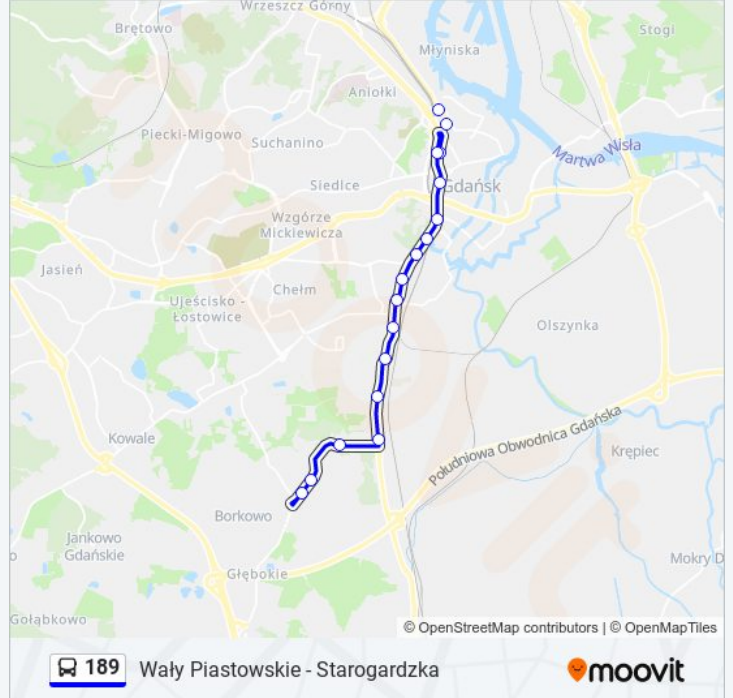 Wrzeszcz Górny
Brętowo
Stogi
Młyniska
Aniołki
Piecki-Migowo
Suchanino
Martwa Wisła
Siedlce
Gdańsk
Wzgórze
Mickiewicza
Jasień
Chełm
Ujeścisko -
Łostowice
Olszynka
Kowale
Południowa Obwodnica Gdańska
Krępiec
Borkowo
Jankowo
Gdańskie
o
Mokry D
Głębokie
Gołąbkowo
© OpenStreetMap contributors | © OpenMapTiles
189 Wały Piastowskie - Starogardzka
moovit